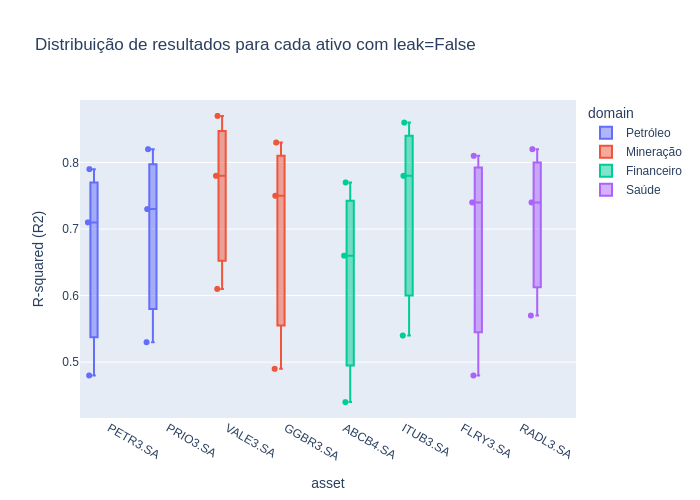 Distribuição de resultados para cada ativo com leak=False
domain
Petróleo
Mineração
Financeiro
Saúde
R-squared (R2)
0.8
0.7
0.6
0.5
PETR3.SA
PRIO3.SA
VALE3.SA
GGBR3.SA
ABCB4.SA
ITUB3.SA
FLRY3.SA
RADL3.SA
asset